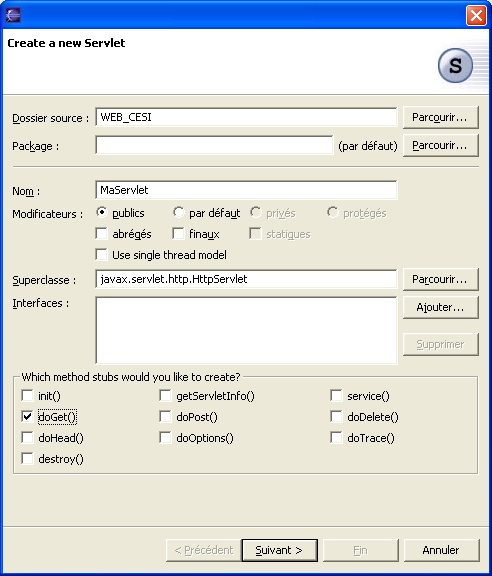 Create a new Servlet
S
Dossier source : WEB_CESI Parcourir...
Package : (par défaut) Parcourir...
Nom : MaServlet
Modificateurs : publics par défaut privés protégés
abrégés finaux statiques
Use single thread model
Superclasse : javax.servlet.http.HttpServlet Parcourir...
Interfaces : Ajouter...
Supprimer
Which method stubs would you like to create?
init() getServletInfo() service()
doGet() doPost() doDelete()
doHead() doOptions() doTrace()
destroy()
< Précédent Suivant > Fin Annuler